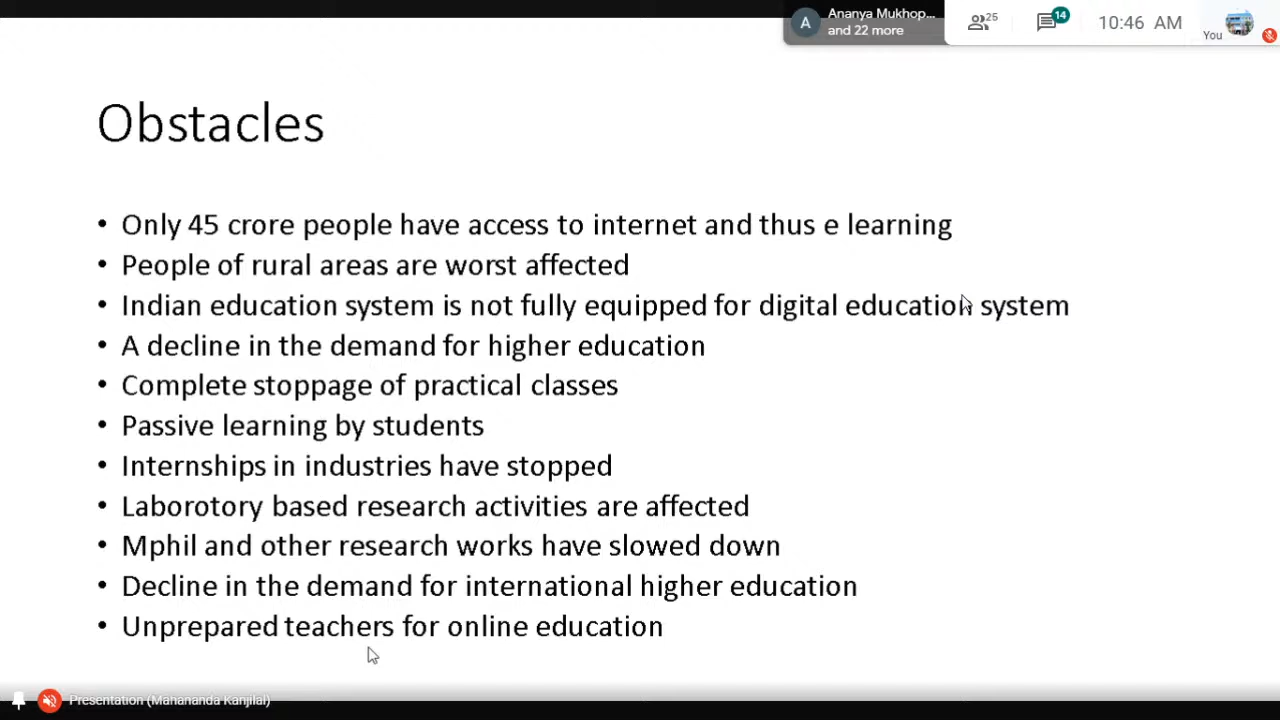 Ananya Mukhop...
and 22 more
25
14
10:46 AM
You
A
Obstacles
• Only 45 crore people have access to internet and thus e learning
• People of rural areas are worst affected
• Indian education system is not fully equipped for digital education system
• A decline in the demand for higher education
• Complete stoppage of practical classes
• Passive learning by students
• Internships in industries have stopped
• Laborotory based research activities are affected
• Mphil and other research works have slowed down
• Decline in the demand for international higher education
• Unprepared teachers for online education
Presentation (Mahananda Kanjilal)